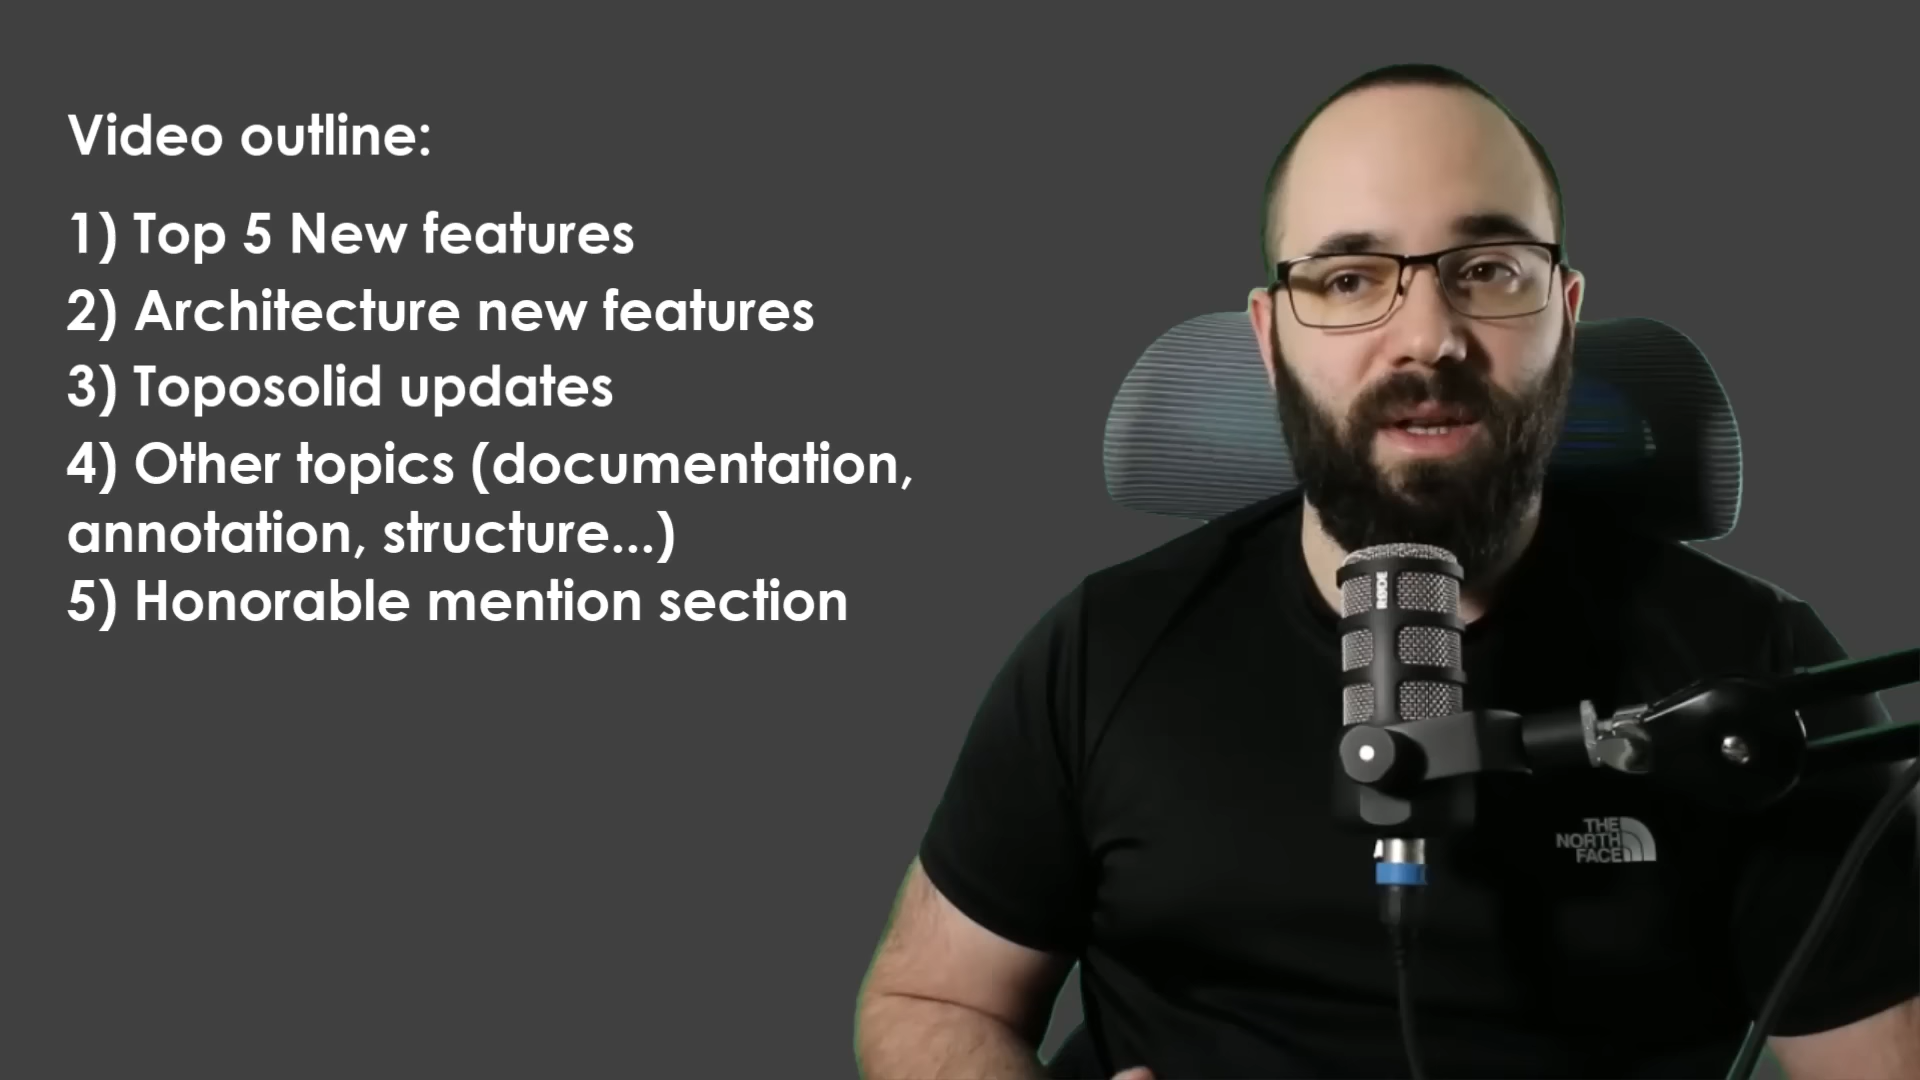 Video outline:
1) Top 5 New features
2) Architecture new features
3) Toposolid updates
4) Other topics (documentation,
annotation, structure...)
5) Honorable mention section
RØDE
THE
NORTH
FACE